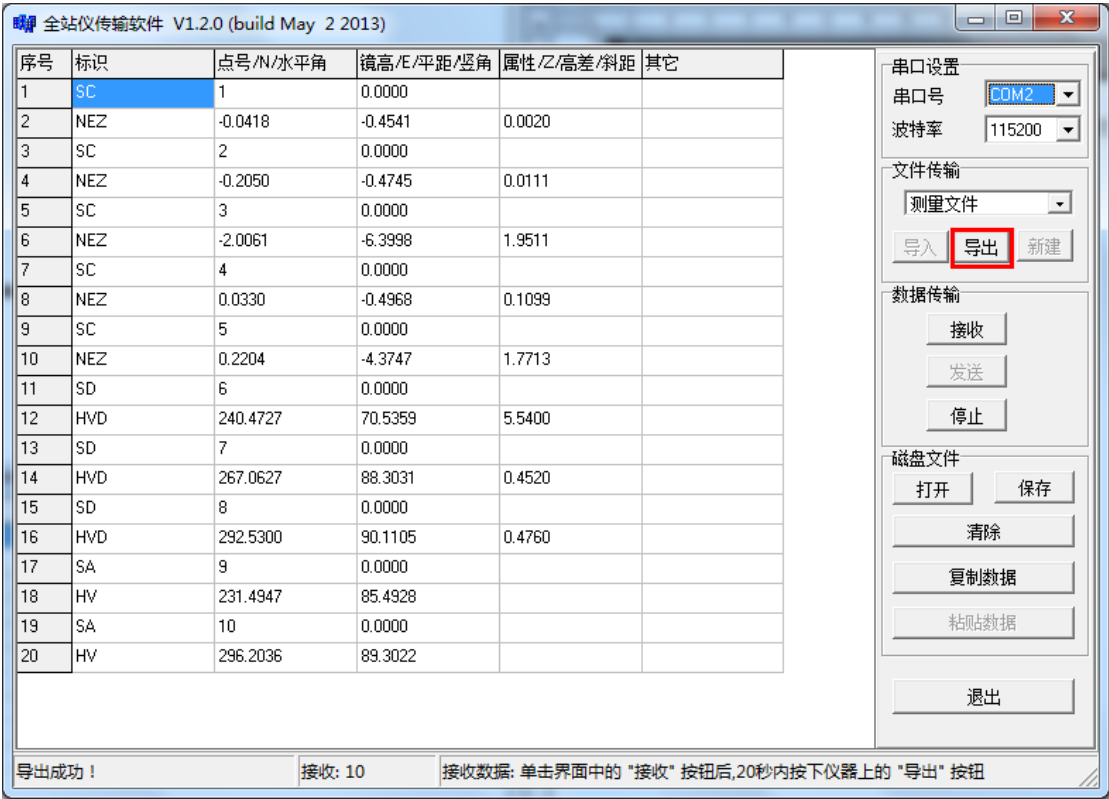 全站仪传输软件 V1.2.0 (build May 2 2013)
序号 标识 点号/N/水平角 镜高/E/平距/竖角 属性/Z/高差/斜距 其它
1 SC 1 0.0000
2 NEZ -0.0418 -0.4541 0.0020
3 SC 2 0.0000
4 NEZ -0.2050 -0.4745 0.0111
5 SC 3 0.0000
6 NEZ -2.0061 -6.3998 1.9511
7 SC 4 0.0000
8 NEZ 0.0330 -0.4968 0.1099
9 SC 5 0.0000
10 NEZ 0.2204 -4.3747 1.7713
11 SD 6 0.0000
12 HVD 240.4727 70.5359 5.5400
13 SD 7 0.0000
14 HVD 267.0627 88.3031 0.4520
15 SD 8 0.0000
16 HVD 292.5300 90.1105 0.4760
17 SA 9 0.0000
18 HV 231.4947 85.4928
19 SA 10 0.0000
20 HV 296.2036 89.3022
串口设置
串口号 COM2
波特率 115200
文件传输
测量文件
导入 导出 新建
数据传输
接收
发送
停止
磁盘文件
打开 保存
清除
复制数据
粘贴数据
退出
导出成功！ 接收: 10 接收数据: 单击界面中的 "接收" 按钮后,20秒内按下仪器上的 "导出" 按钮